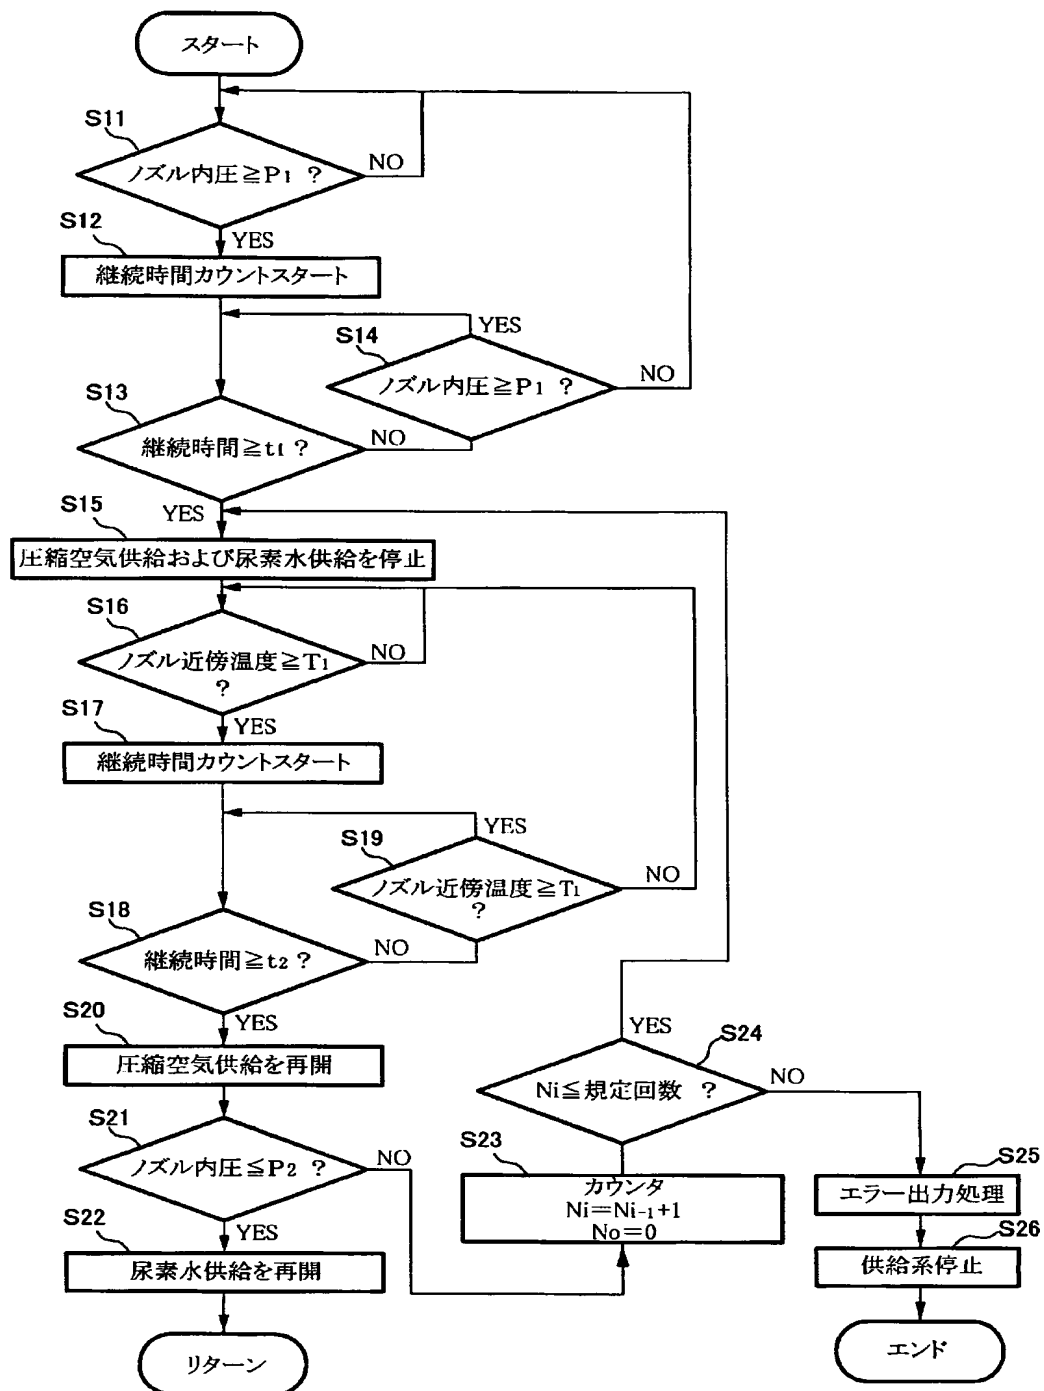 スタート
S11
ノズル内圧≧P1 ?
NO
YES
S12
継続時間カウントスタート
S14
YES
ノズル内圧≧P1 ?
NO
S13
継続時間≧t1 ?
NO
YES
S15
圧縮空気供給および尿素水供給を停止
S16
ノズル近傍温度≧T1
?
NO
YES
S17
継続時間カウントスタート
S19
YES
ノズル近傍温度≧T1
?
NO
S18
継続時間≧t2 ?
NO
YES
S20
圧縮空気供給を再開
S21
ノズル内圧≦P2 ?
NO
YES
S22
尿素水供給を再開
リターン
S23
カウンタ
Ni=Ni-1+1
No=0
YES
S24
Ni≦規定回数 ?
NO
S25
エラー出力処理
S26
供給系停止
エンド